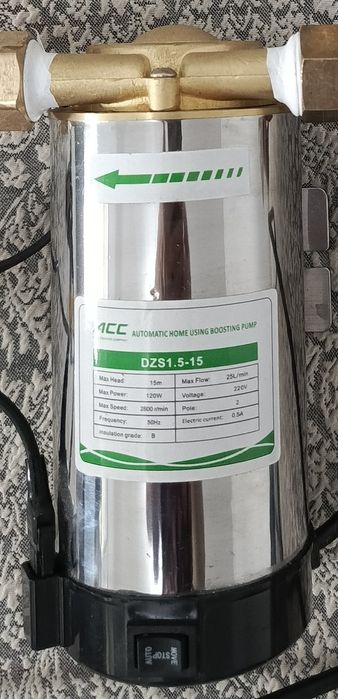 ACC AUTOMATIC HOME USING BOOSTING PUMP
DZS1.5-15
Max Head: 15m Max Flow: 25L/min
Max Power: 120W Voltage: 220V
Max Speed: 2800 r/min Pole: 2
Frequency: 50Hz Electric current: 0.5A
insulation grade: B
AUTO STOP MOVE